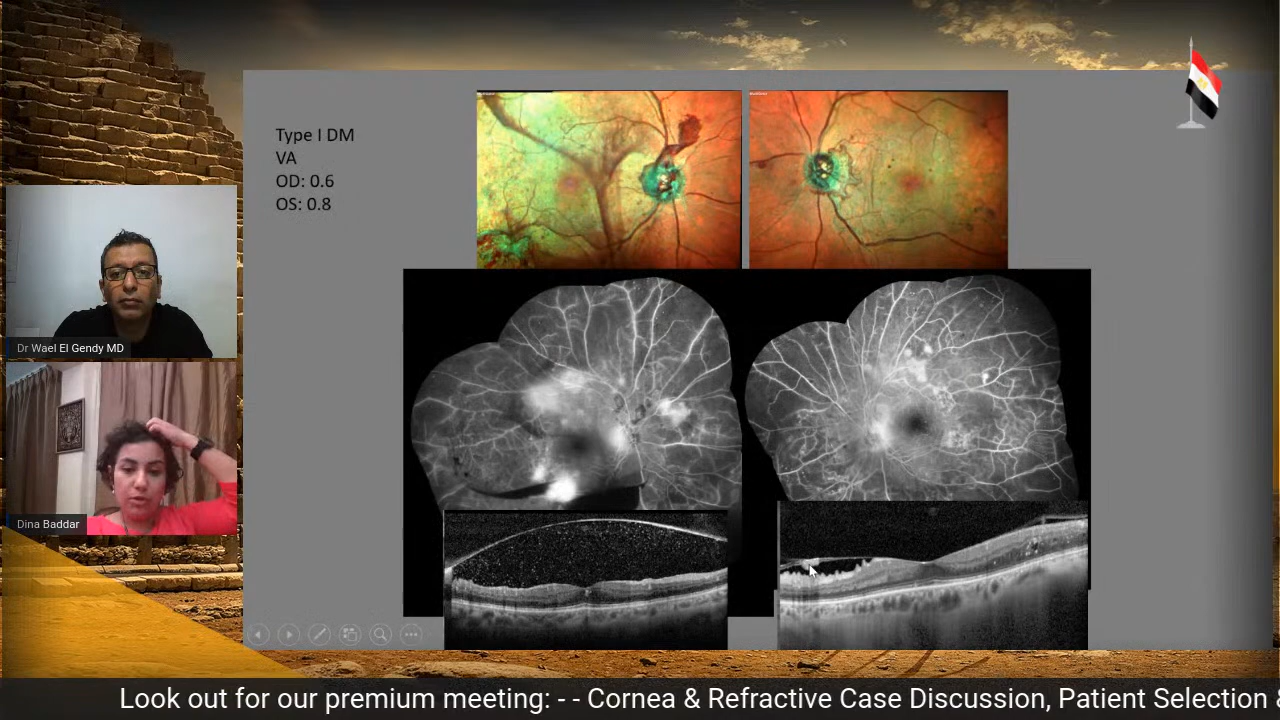 Type I DM
VA
OD: 0.6
OS: 0.8
Dr Wael El Gendy MD
Dina Baddar
Look out for our premium meeting: - - Cornea & Refractive Case Discussion, Patient Selection